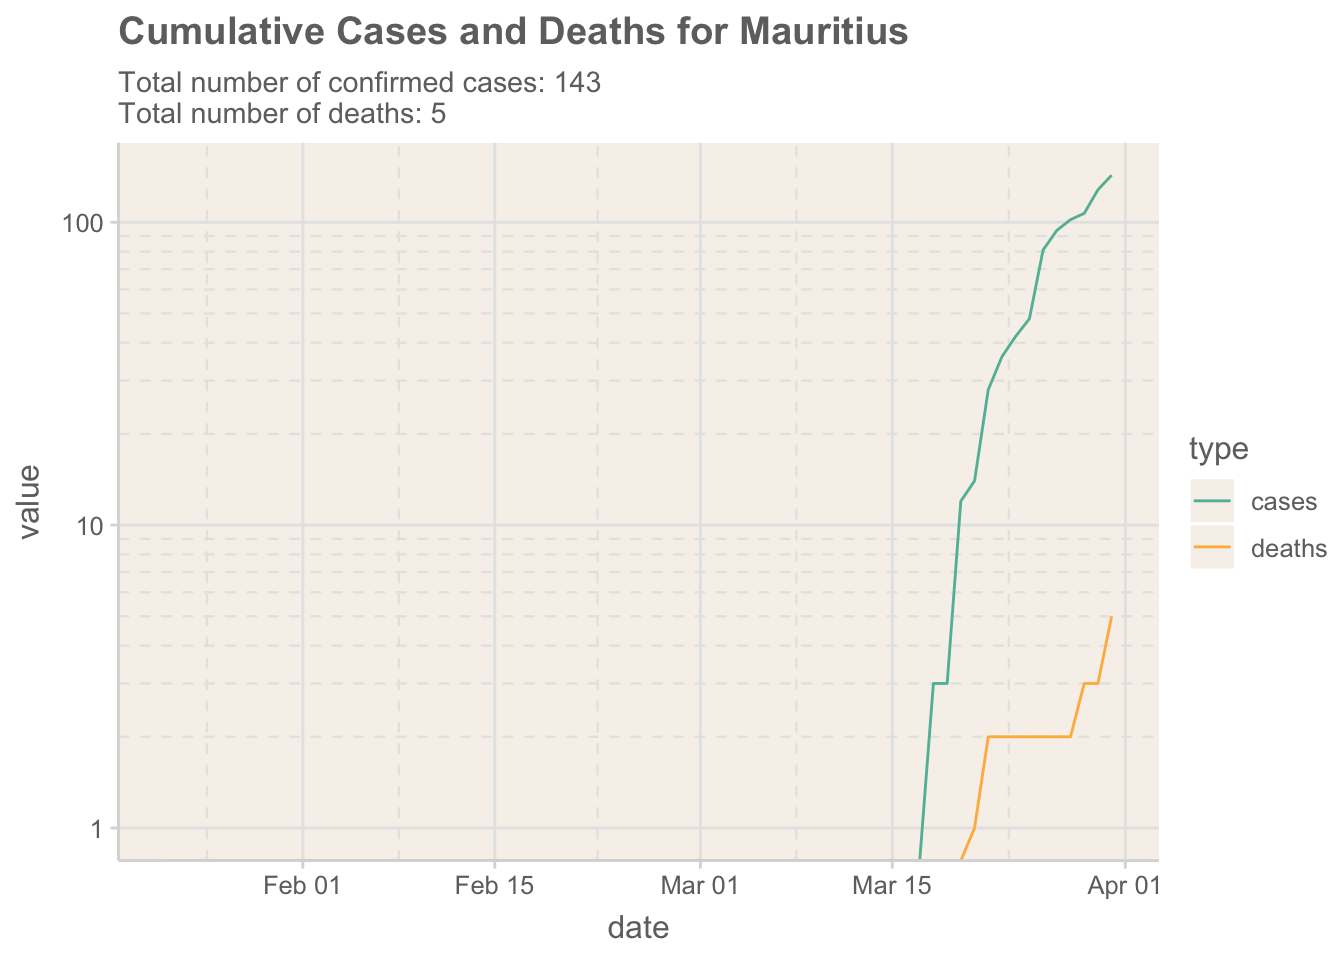 Cumulative Cases and Deaths for Mauritius
Total number of confirmed cases: 143
Total number of deaths: 5
100
10
1
value
Feb 01
Feb 15
Mar 01
Mar 15
Apr 01
date
type
cases
deaths